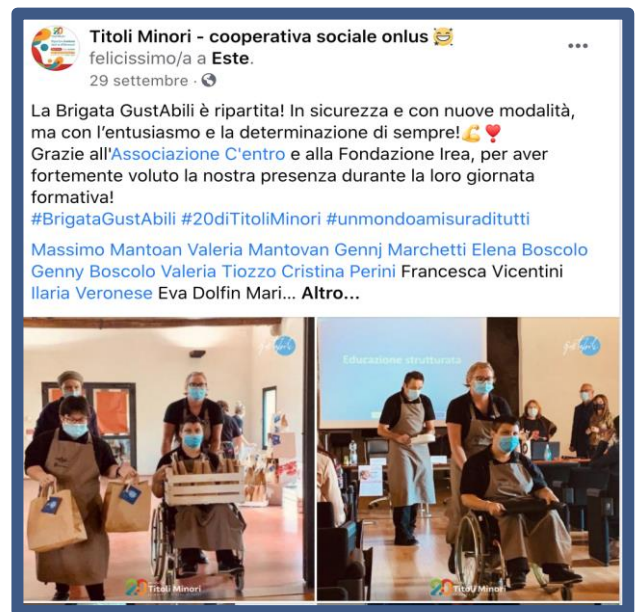 Titoli Minori - cooperativa sociale onlus 😹
felicissimo/a a Este.
29 settembre ·
La Brigata GustAbili è ripartita! In sicurezza e con nuove modalità,
ma con l'entusiasmo e la determinazione di sempre!💪❣️
Grazie all'Associazione C'entro e alla Fondazione Irea, per aver
fortemente voluto la nostra presenza durante la loro giornata
formativa!
#BrigataGustAbili #20diTitoliMinori #unmondoamisuraditutti
Massimo Mantoan Valeria Mantovan Gennj Marchetti Elena Boscolo
Genny Boscolo Valeria Tiozzo Cristina Perini Francesca Vicentini
Ilaria Veronese Eva Dolfin Mari... Altro...
Educazione strutturata
20 Titoli Minori
20 Titoli Minori